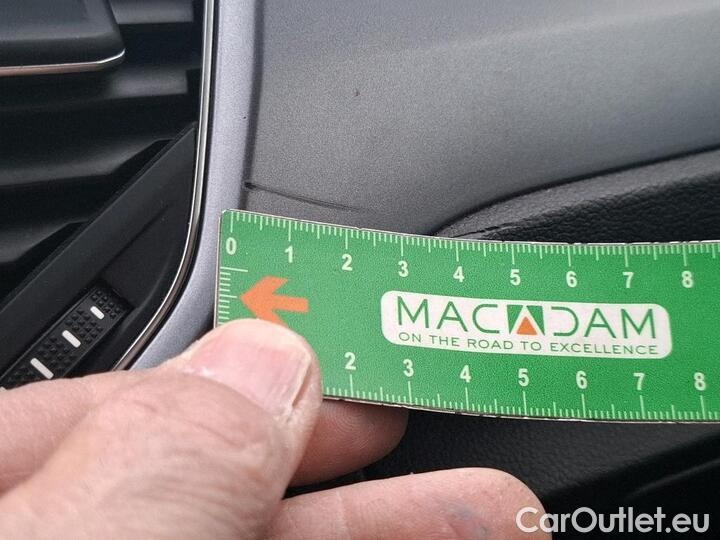 0 1 2 3 4 5 6 7 8
MACADAM
ON THE ROAD TO EXCELLENCE
2 3 4 5 6 7 8
CarOutlet.eu